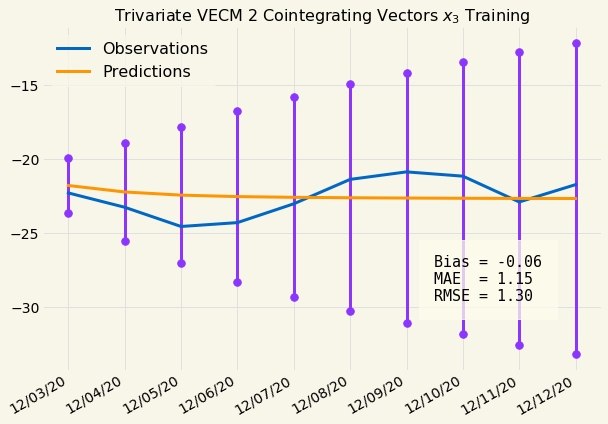 Trivariate VECM 2 Cointegrating Vectors x₃ Training
Observations
Predictions
−15
−20
−25
−30
Bias = -0.06
MAE  = 1.15
RMSE = 1.30
12/03/20
12/04/20
12/05/20
12/06/20
12/07/20
12/08/20
12/09/20
12/10/20
12/11/20
12/12/20